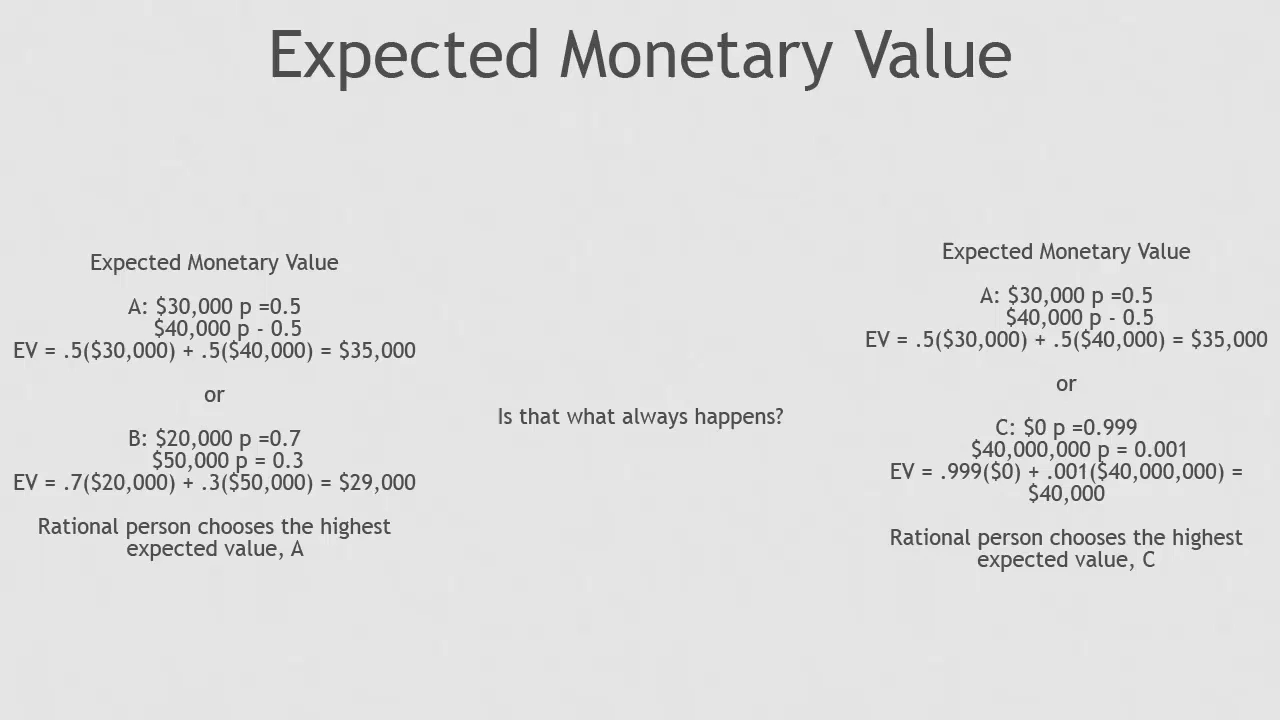 Expected Monetary Value
Expected Monetary Value
A: $30,000 p =0.5
$40,000 p - 0.5
EV = .5($30,000) + .5($40,000) = $35,000
or
B: $20,000 p =0.7
$50,000 p = 0.3
EV = .7($20,000) + .3($50,000) = $29,000
Rational person chooses the highest
expected value, A
Is that what always happens?
Expected Monetary Value
A: $30,000 p =0.5
$40,000 p - 0.5
EV = .5($30,000) + .5($40,000) = $35,000
or
C: $0 p =0.999
$40,000,000 p = 0.001
EV = .999($0) + .001($40,000,000) =
$40,000
Rational person chooses the highest
expected value, C